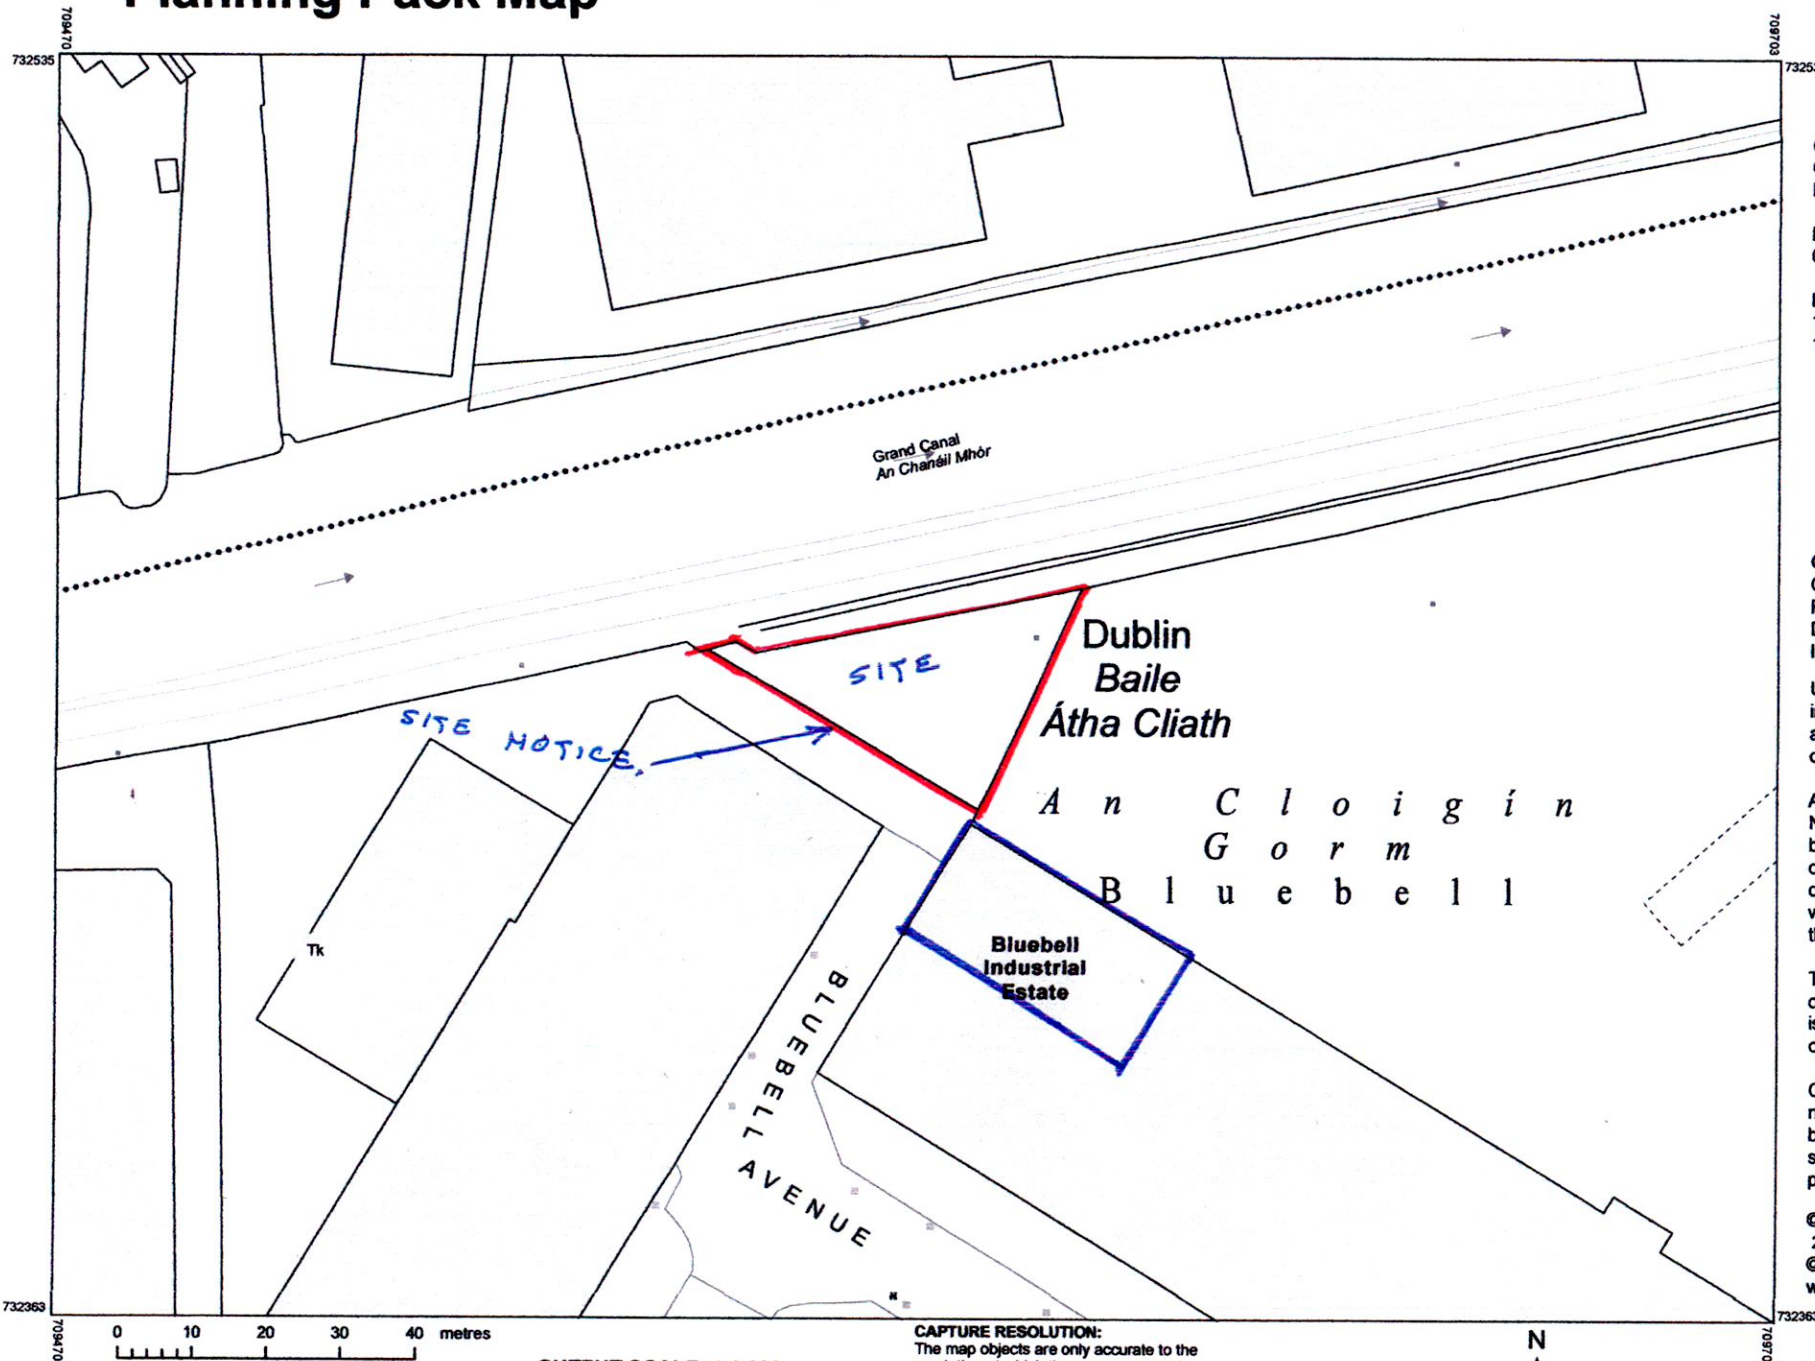 Planning Pack Map
709470
709703
732535
Grand Canal
An Chanáil Mhór
SITE
Dublin
Baile
Átha Cliath
SITE NOTICE.
An Cloigín
Gorm
Bluebell
Bluebell
Industrial
Estate
Tk
BLUEBELL
AVENUE
732363
732363
709470
0 10 20 30 40 metres
CAPTURE RESOLUTION:
The map objects are only accurate to the
N